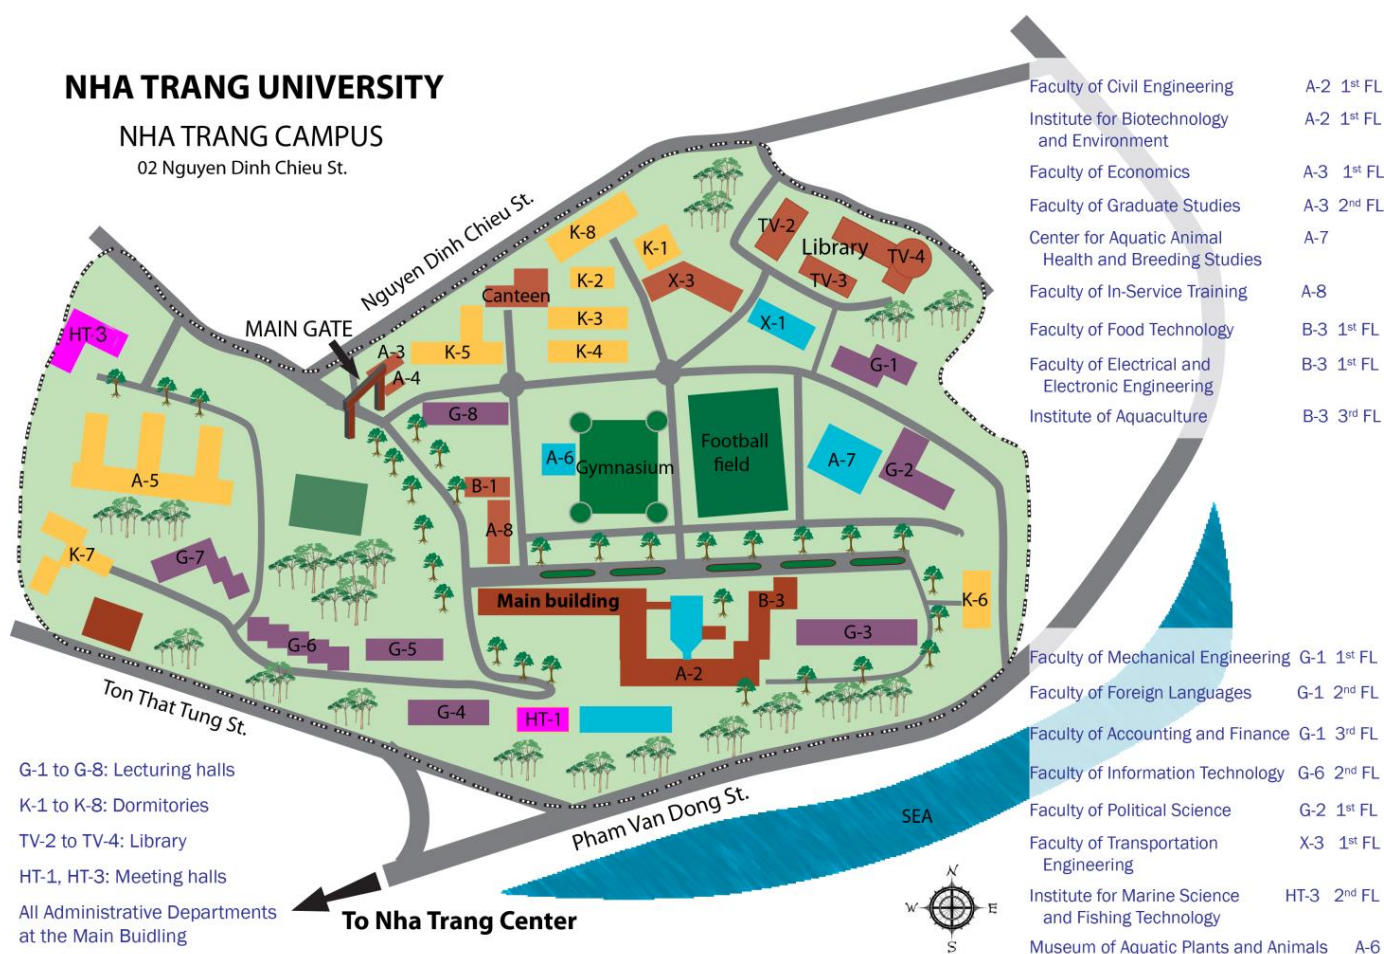 NHA TRANG UNIVERSITY
NHA TRANG CAMPUS
02 Nguyen Dinh Chieu St.
Nguyen Dinh Chieu St.
MAIN GATE
HT-3
A-3
A-4
Canteen
K-8
K-1
K-2
K-3
K-4
K-5
X-3
TV-2
Library
TV-4
TV-3
X-1
G-1
G-8
A-6
Gymnasium
Football
field
A-7
G-2
A-5
B-1
A-8
K-7
G-7
Main building
B-3
K-6
G-3
G-6
G-5
A-2
G-4
HT-1
Ton That Tung St.
Pham Van Dong St.
SEA
To Nha Trang Center
N
W
E
S
G-1 to G-8: Lecturing halls
K-1 to K-8: Dormitories
TV-2 to TV-4: Library
HT-1, HT-3: Meeting halls
All Administrative Departments
at the Main Buidling
Faculty of Civil Engineering A-2 1st FL
Institute for Biotechnology A-2 1st FL
and Environment
Faculty of Economics A-3 1st FL
Faculty of Graduate Studies A-3 2nd FL
Center for Aquatic Animal A-7
Health and Breeding Studies
Faculty of In-Service Training A-8
Faculty of Food Technology B-3 1st FL
Faculty of Electrical and B-3 1st FL
Electronic Engineering
Institute of Aquaculture B-3 3rd FL
Faculty of Mechanical Engineering G-1 1st FL
Faculty of Foreign Languages G-1 2nd FL
Faculty of Accounting and Finance G-1 3rd FL
Faculty of Information Technology G-6 2nd FL
Faculty of Political Science G-2 1st FL
Faculty of Transportation X-3 1st FL
Engineering
Institute for Marine Science HT-3 2nd FL
and Fishing Technology
Museum of Aquatic Plants and Animals A-6